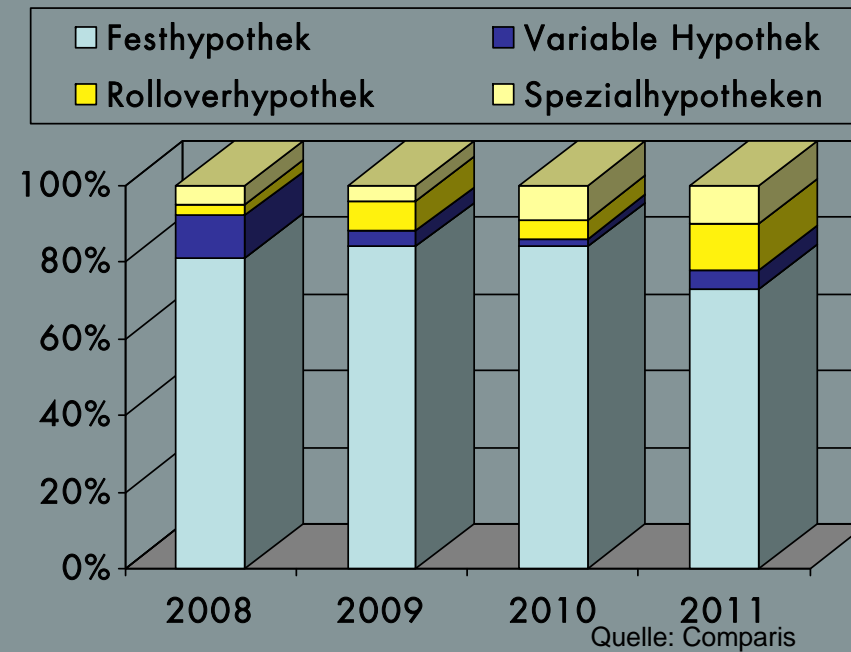 Festhypothek Variable Hypothek
Rolloverhypothek Spezialhypotheken
100%
80%
60%
40%
20%
0%
2008 2009 2010 2011
Quelle: Comparis